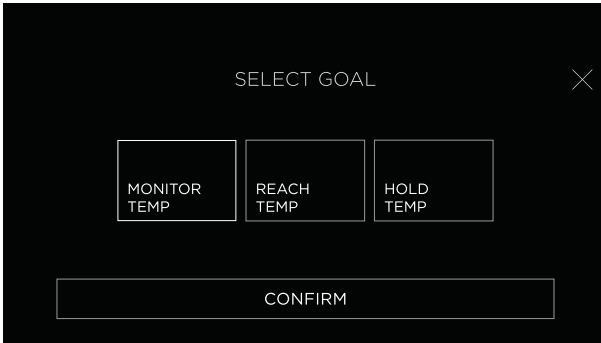 SELECT GOAL
MONITOR
TEMP
REACH
TEMP
HOLD
TEMP
CONFIRM